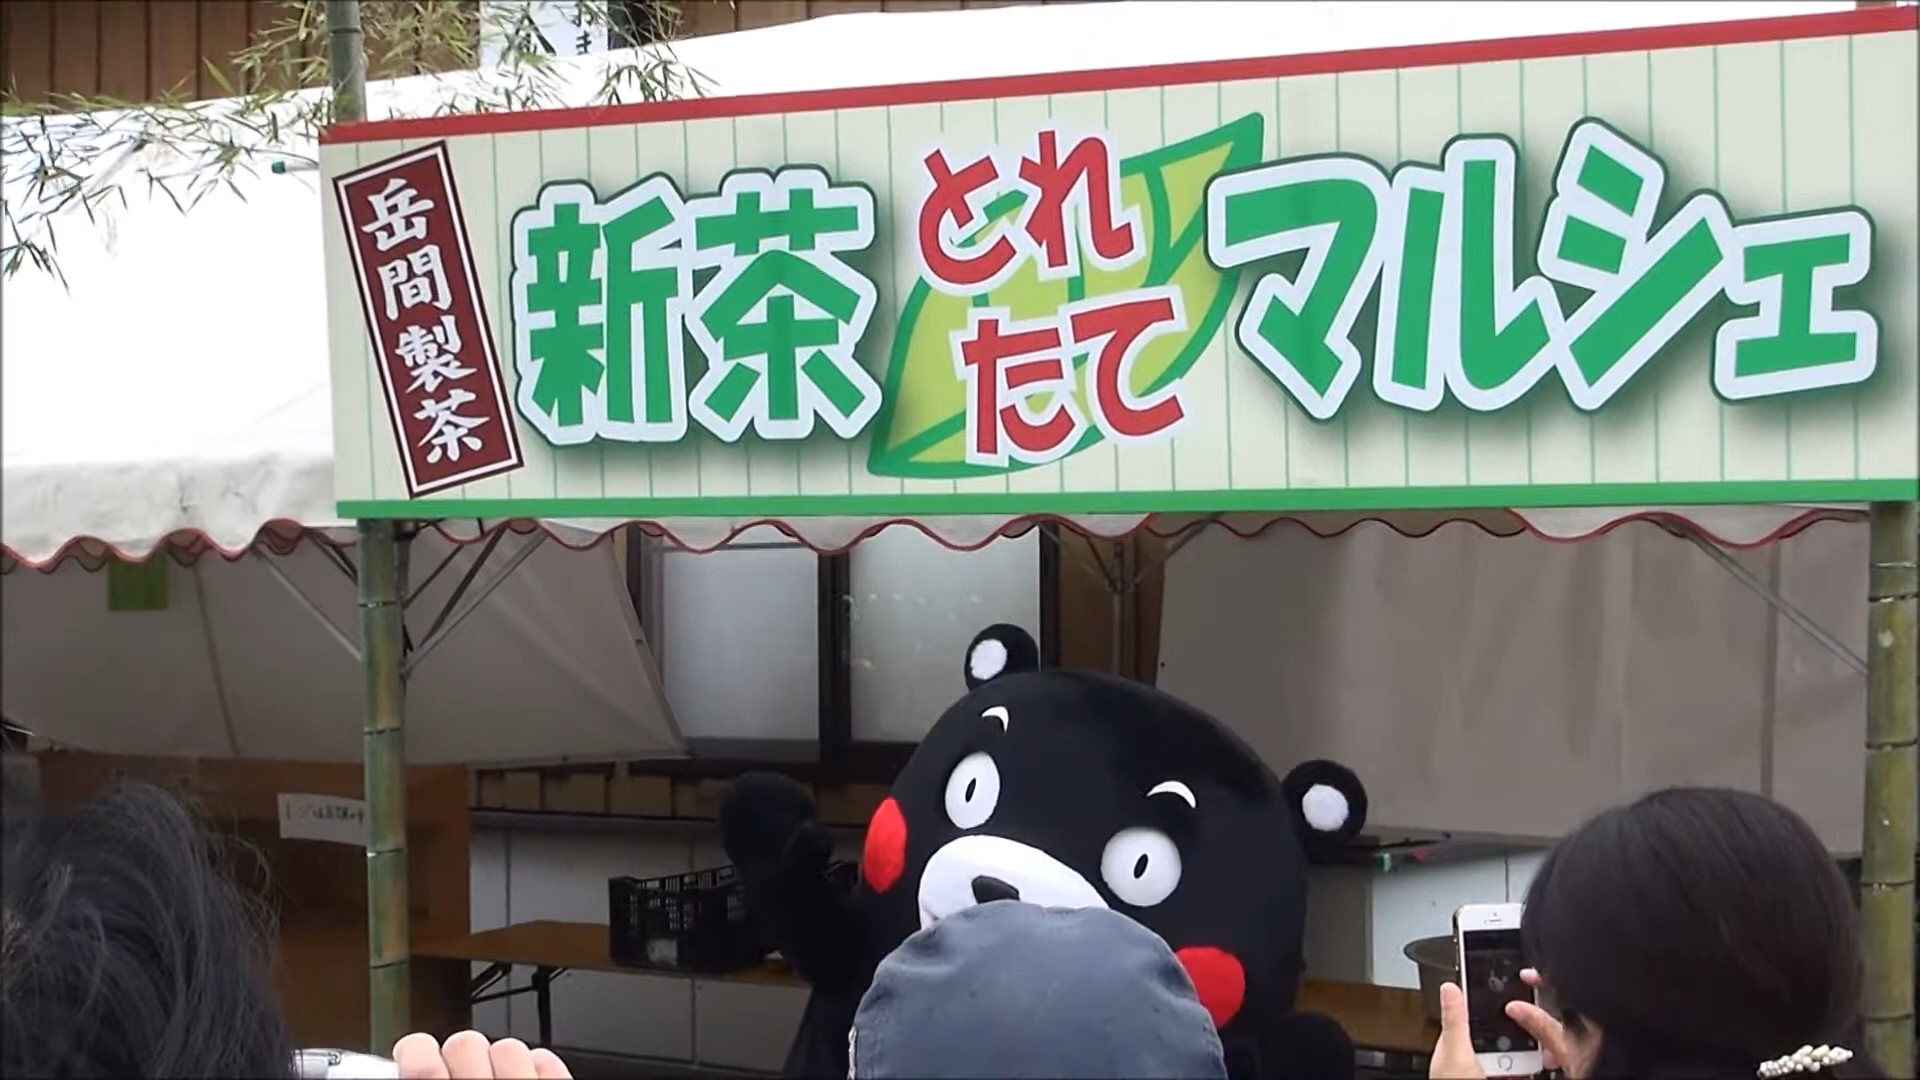 岳間製茶
新茶
とれ
たて
マルシェ